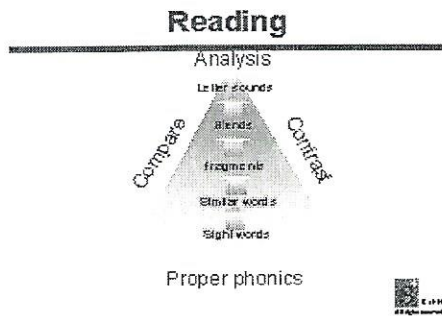 Reading
Analysis
Letter sounds
Blends
fragments
Similar words
Sight words
Compare
Contrast
Proper phonics